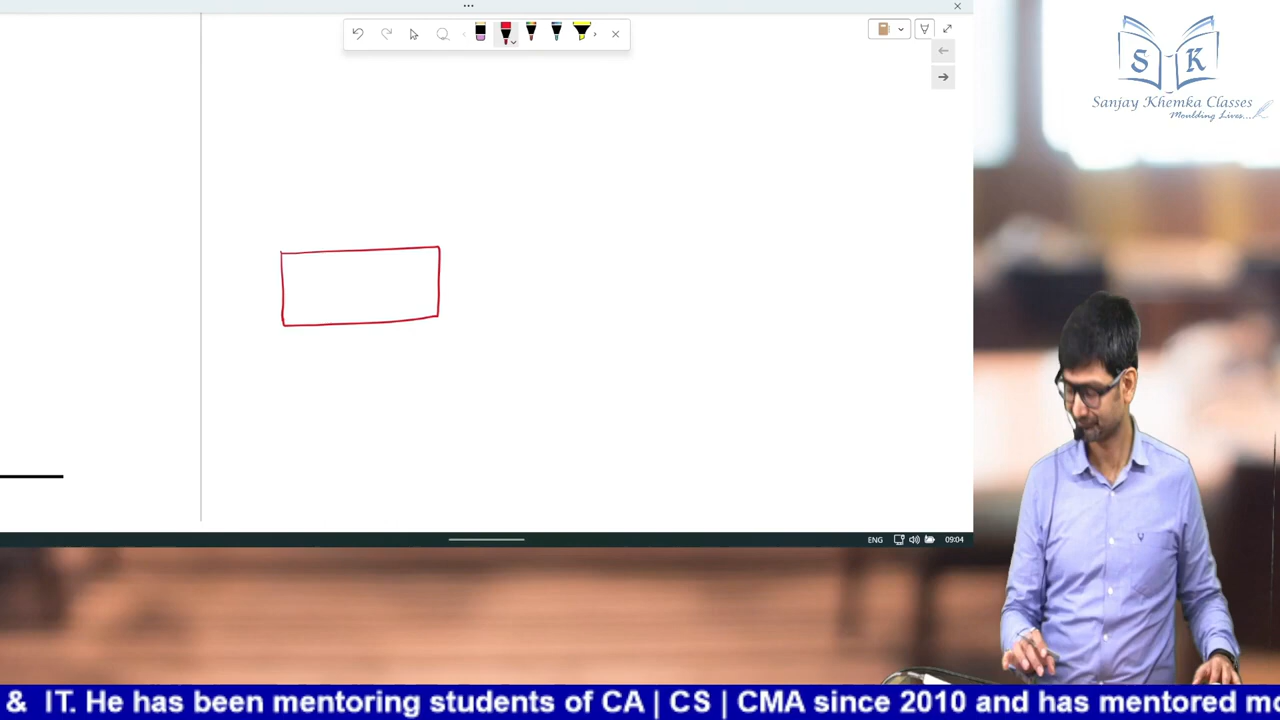 S K
Sanjay Khemka Classes
Moulding Lives...
ENG 09:04
& IT. He has been mentoring students of CA | CS | CMA since 2010 and has mentored